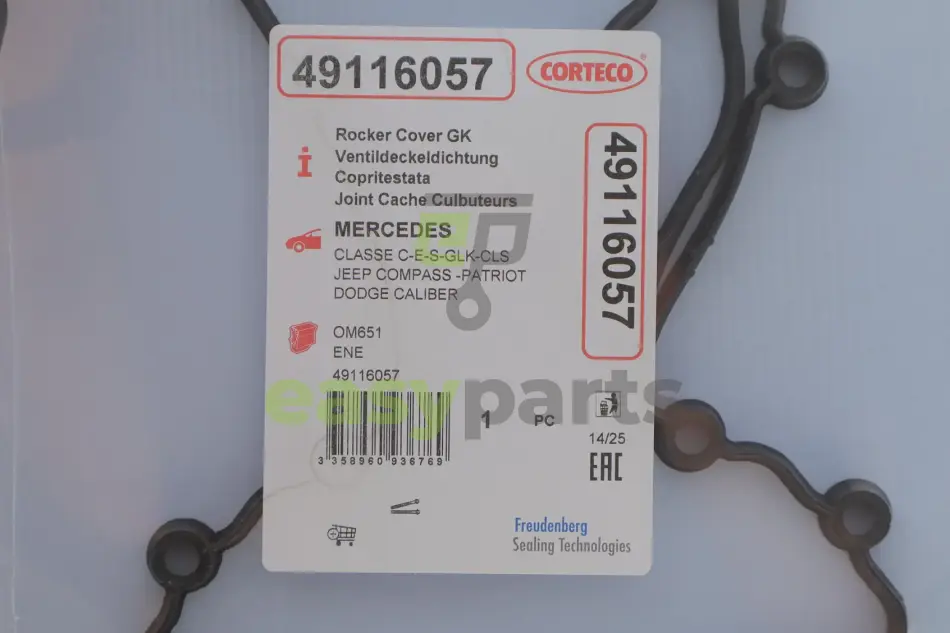 49116057
CORTECO®
Rocker Cover GK
Ventildeckeldichtung
Copritestata
Joint Cache Culbuteurs
49116057
MERCEDES
CLASSE C-E-S-GLK-CLS
JEEP COMPASS -PATRIOT
DODGE CALIBER
OM651
ENE
49116057
easyparts
1 PC
3 358960 936769
14/25
EAC
Freudenberg
Sealing Technologies